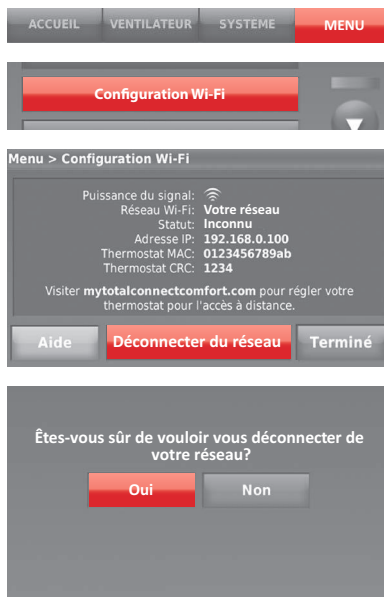 ACCUEIL VENTILATEUR SYSTEME MENU
Configuration Wi-Fi
Menu > Configuration Wi-Fi
Puissance du signal:
Réseau Wi-Fi: Votre réseau
Statut: Inconnu
Adresse IP: 192.168.0.100
Thermostat MAC: 0123456789ab
Thermostat CRC: 1234
Visiter mytotalconnectcomfort.com pour régler votre
thermostat pour l'accès à distance.
Aide Déconnecter du réseau Terminé
Êtes-vous sûr de vouloir vous déconnecter de
votre réseau?
Oui Non